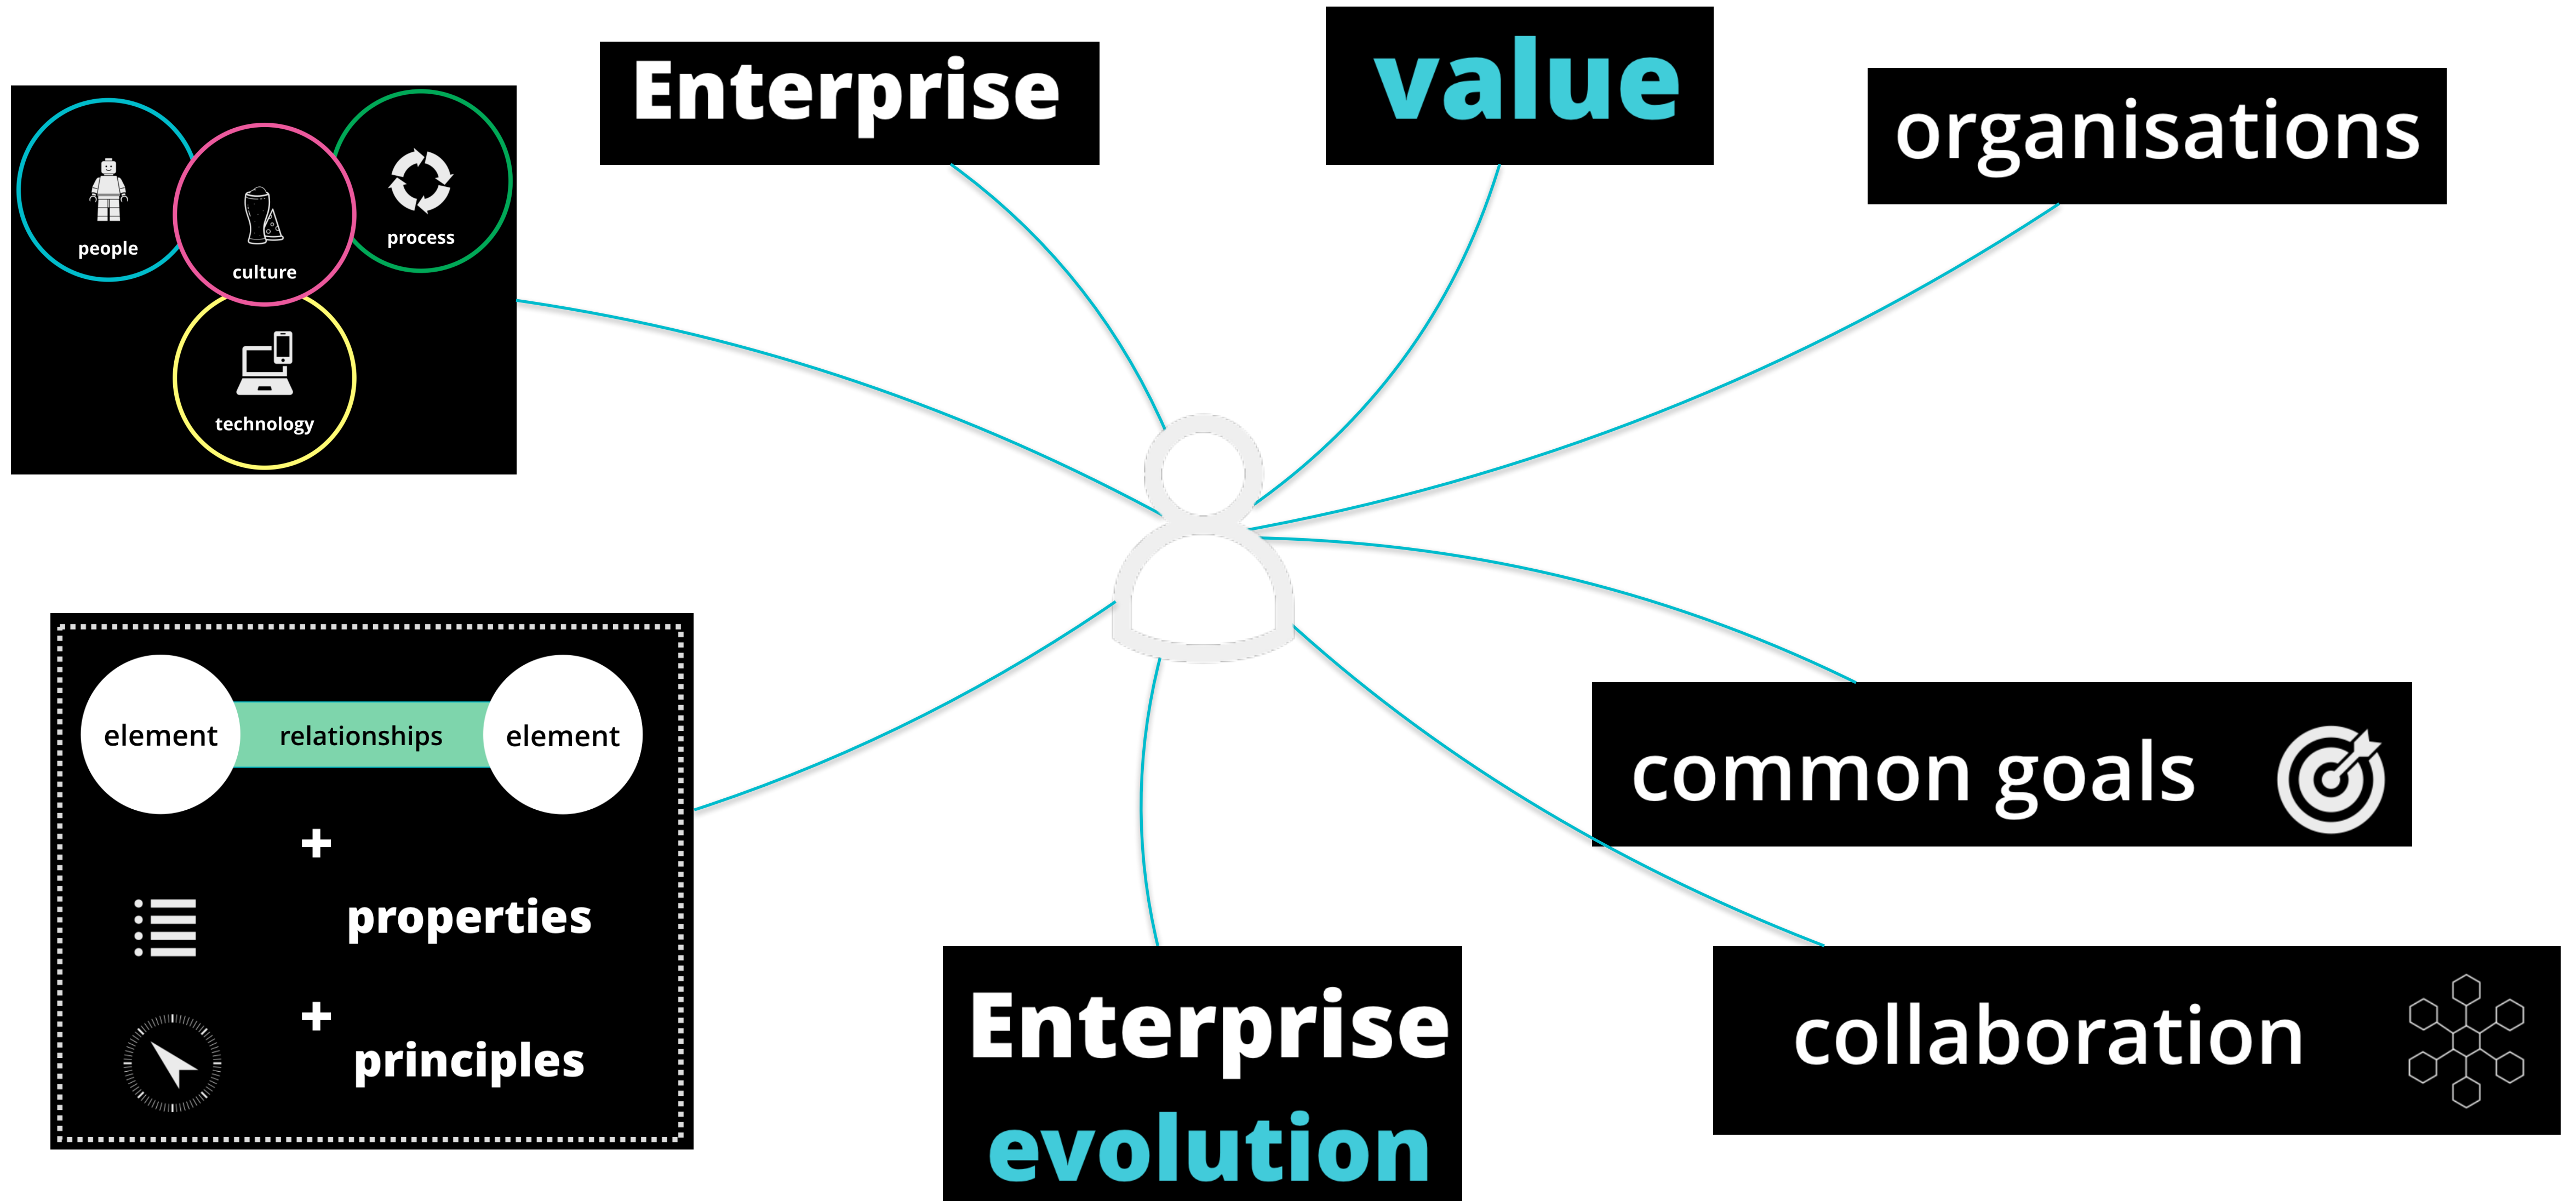 Enterprise
value
organisations
people
culture
process
technology
element
relationships
element
+
properties
+
principles
common goals
collaboration
Enterprise
evolution